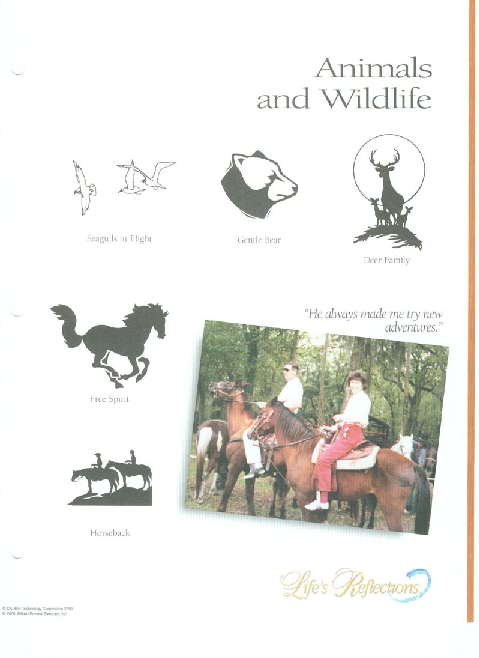 Animals
and Wildlife
Seagulls in Flight
Gentle Bear
Deer Family
"He always made me try new
adventures."
Free Spirit
Horseback
Life's Reflections